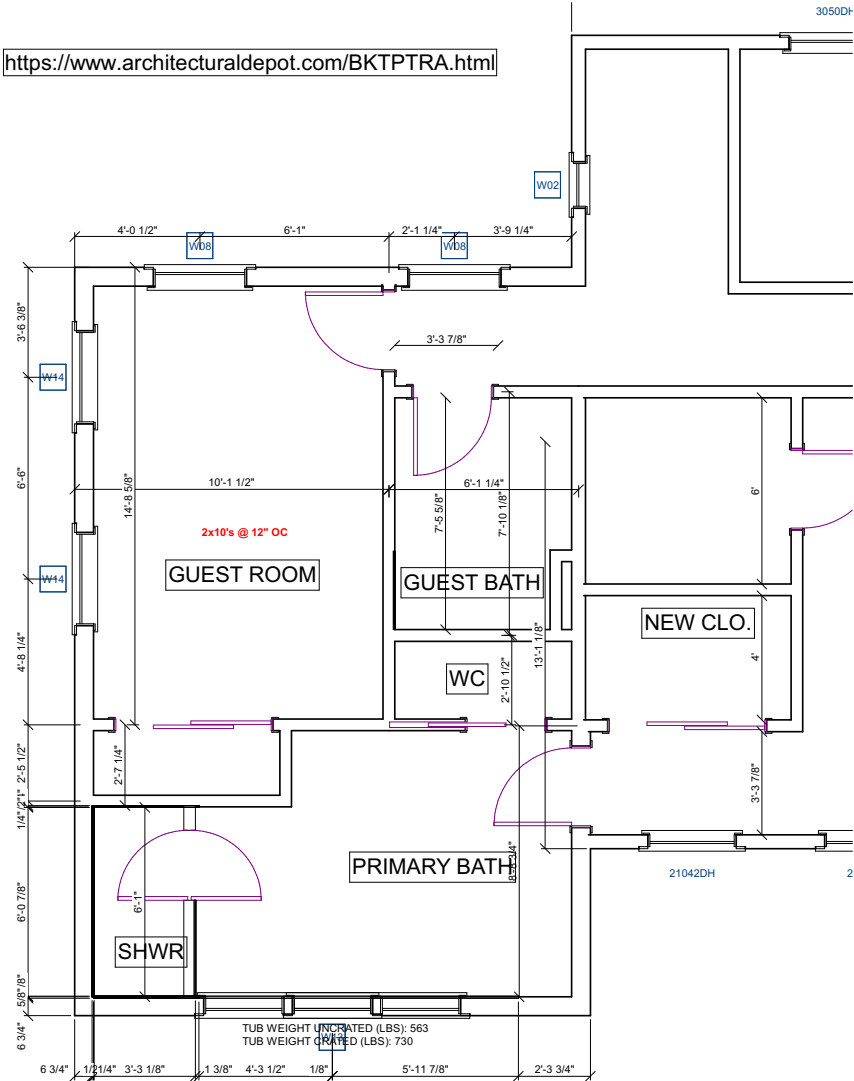 3050DH
https://www.architecturaldepot.com/BKTPTRA.html
W02
4'-0 1/2" 6'-1" 2'-1 1/4" 3'-9 1/4"
W08 W08
3'-6 3/8"
3'-3 7/8"
W14
6'-6"
14'-8 5/8"
10'-1 1/2" 6'-1 1/4"
7'-5 5/8"
7'-10 1/8"
6'
2x10's @ 12" OC
GUEST ROOM
GUEST BATH
W14
NEW CLO.
13'-1 1/8"
4'-8 1/4"
WC
2'-10 1/2"
4'
2'-5 1/2"
2'-7 1/4"
3'-3 7/8"
PRIMARY BATH
21042DH
2
6'-0 7/8"
6'-1"
SHWR
6 3/4"
TUB WEIGHT UNCRATED (LBS): 563
TUB WEIGHT CRATED (LBS): 730
6 3/4" 3'-3 1/8" 1 3/8" 4'-3 1/2" 1/8" 5'-11 7/8" 2'-3 3/4"